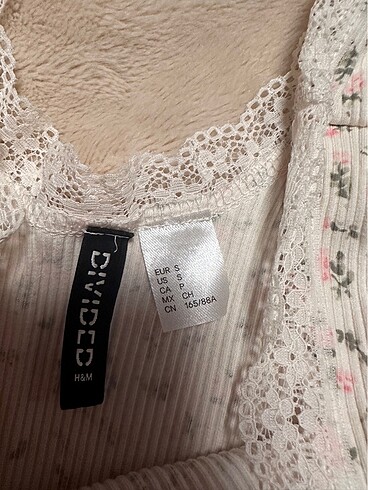 DIVIDED
H&M
EUR S
US S
CA P
MX CH
CN 165/88A